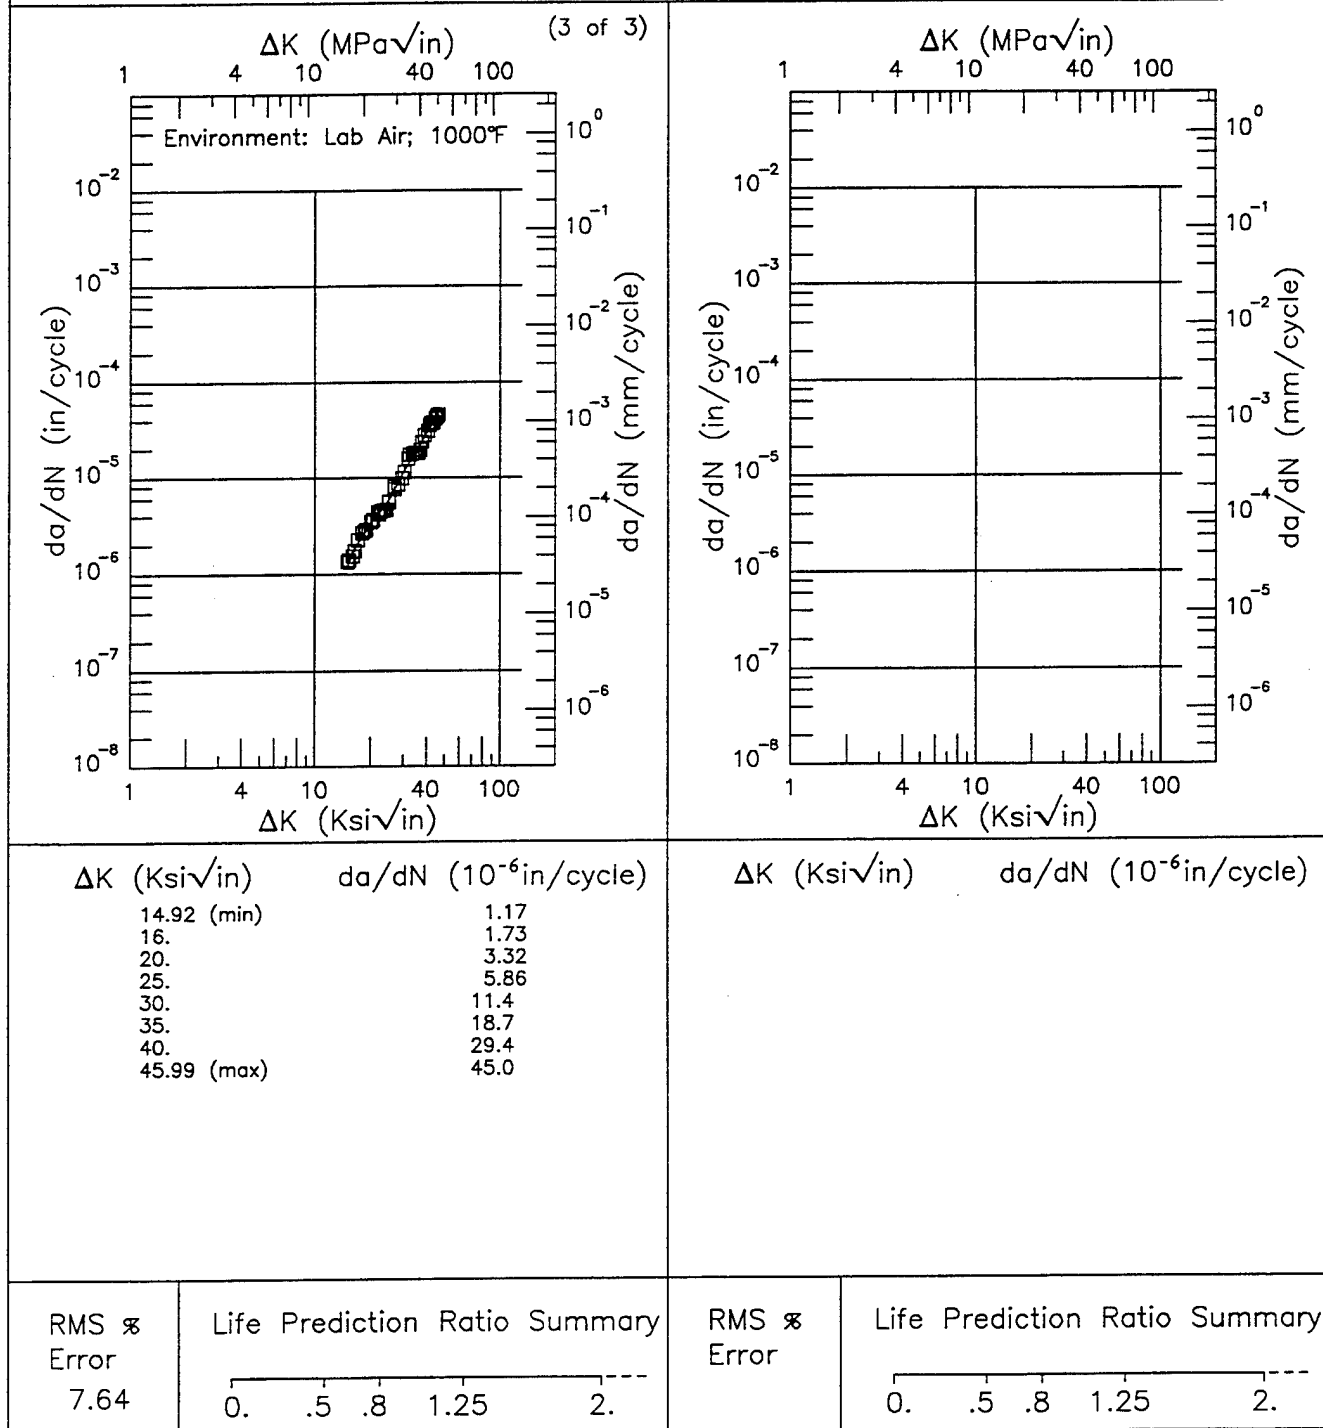 (3 of 3)
ΔK (MPa√in)
1 4 10 40 100
Environment: Lab Air; 1000°F
da/dN (in/cycle)
10⁻²
10⁻³
10⁻⁴
10⁻⁵
10⁻⁶
10⁻⁷
10⁻⁸
10⁰
10⁻¹
10⁻²
10⁻³
10⁻⁴
10⁻⁵
10⁻⁶
da/dN (mm/cycle)
1 4 10 40 100
ΔK (Ksi√in)
ΔK (MPa√in)
1 4 10 40 100
da/dN (in/cycle)
10⁻²
10⁻³
10⁻⁴
10⁻⁵
10⁻⁶
10⁻⁷
10⁻⁸
10⁰
10⁻¹
10⁻²
10⁻³
10⁻⁴
10⁻⁵
10⁻⁶
da/dN (mm/cycle)
1 4 10 40 100
ΔK (Ksi√in)
ΔK (Ksi√in) da/dN (10⁻⁶in/cycle)
14.92 (min) 1.17
16. 1.73
20. 3.32
25. 5.86
30. 11.4
35. 18.7
40. 29.4
45.99 (max) 45.0
ΔK (Ksi√in) da/dN (10⁻⁶in/cycle)
RMS %
Error
7.64
Life Prediction Ratio Summary
0. .5 .8 1.25 2.
RMS %
Error
Life Prediction Ratio Summary
0. .5 .8 1.25 2.